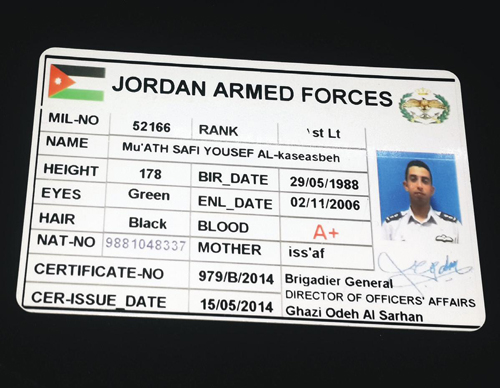 JORDAN ARMED FORCES
MIL-NO 52166 RANK 'st Lt
NAME Mu'ATH SAFI YOUSEF AL-kaseasbeh
HEIGHT 178 BIR_DATE 29/05/1988
EYES Green ENL_DATE 02/11/2006
HAIR Black BLOOD A+
NAT-NO 9881048337 MOTHER iss'af
CERTIFICATE-NO 979/B/2014 Brigadier General
DIRECTOR OF OFFICERS' AFFAIRS
CER-ISSUE_DATE 15/05/2014 Ghazi Odeh Al Sarhan